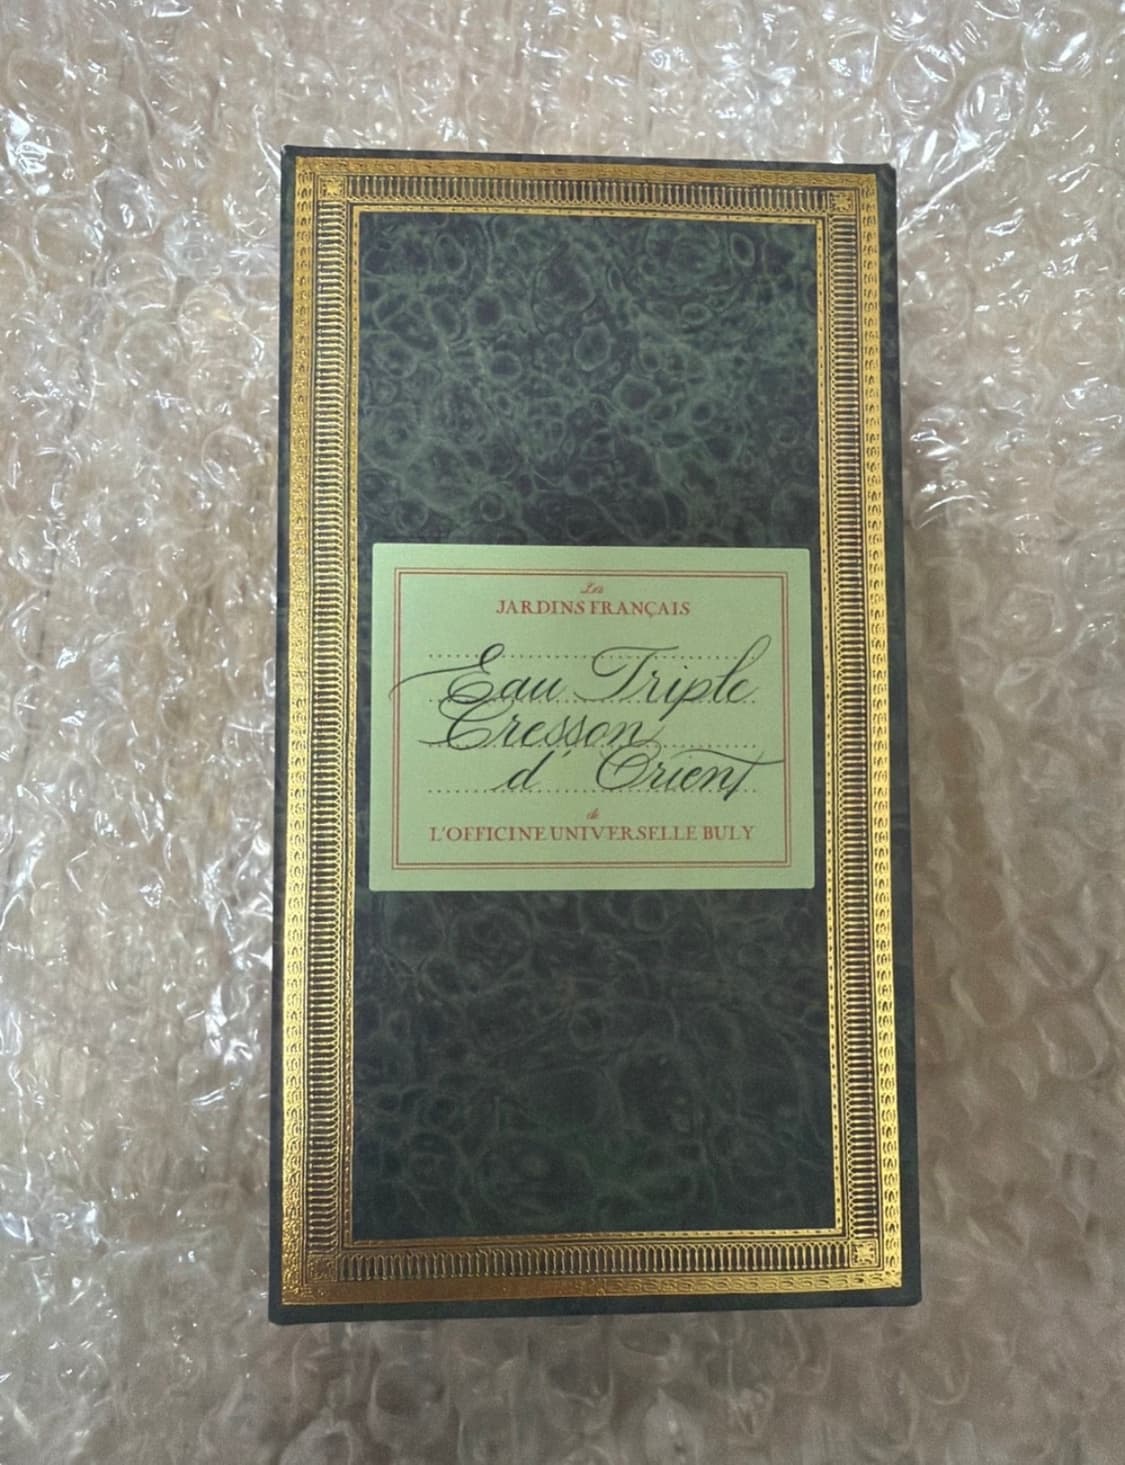 Les
JARDINS FRANÇAIS
Eau Triple
Cresson
d'Orient
de
L'OFFICINE UNIVERSELLE BULY